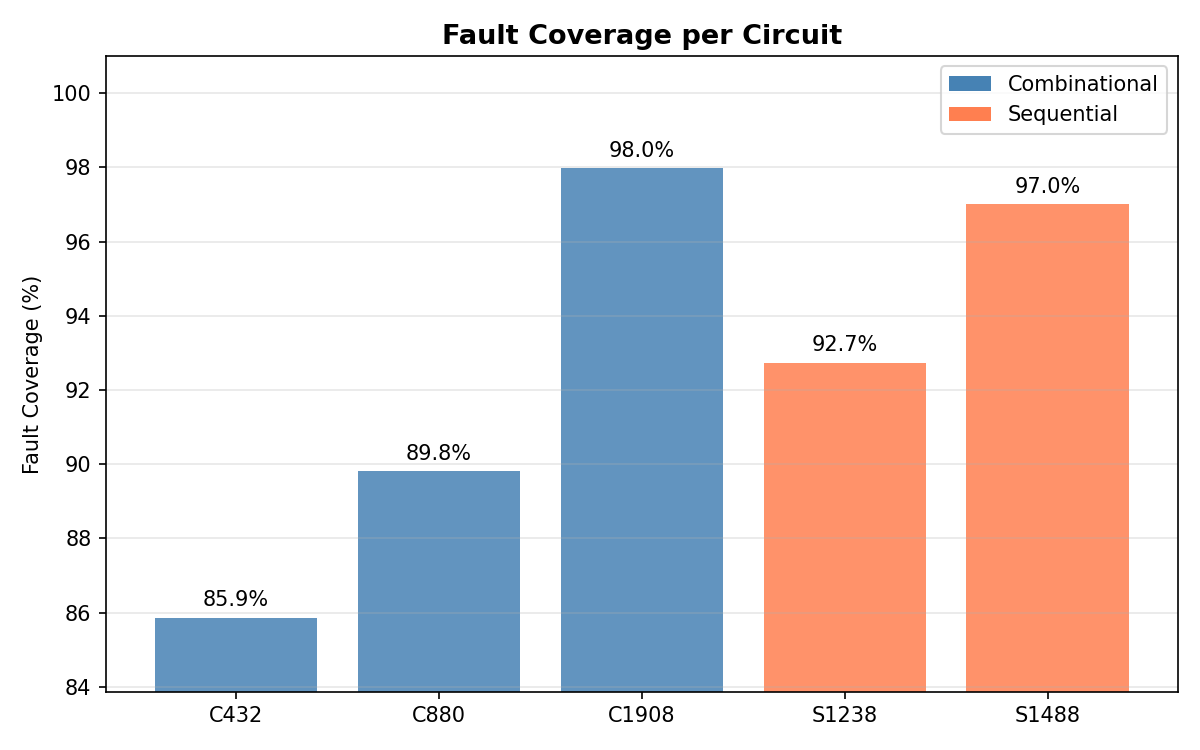 Fault Coverage per Circuit
Combinational
Sequential
Fault Coverage (%)
100
98
96
94
92
90
88
86
84
85.9%
89.8%
98.0%
92.7%
97.0%
C432
C880
C1908
S1238
S1488